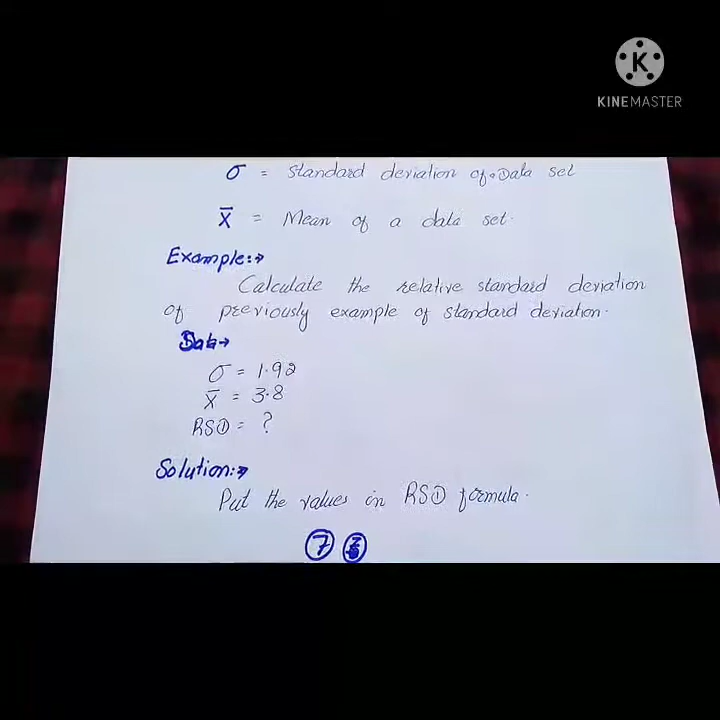 KINEMASTER
σ = Standard deviation of Data set
X̄ = Mean of a data set.
Example:→
Calculate the relative standard deviation
of previously example of standard deviation.
Data→
σ = 1.92
X̄ = 3.8
RSD = ?
Solution:→
Put the values in RSD formula.
7